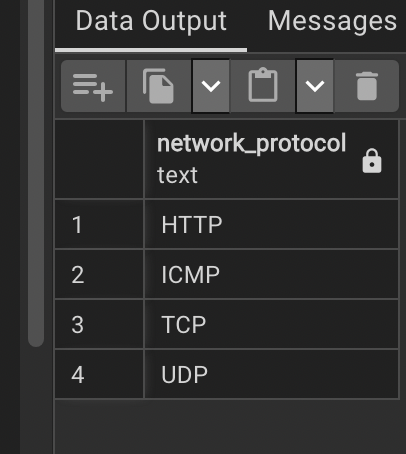 Data Output Messages
network_protocol
text
1 HTTP
2 ICMP
3 TCP
4 UDP